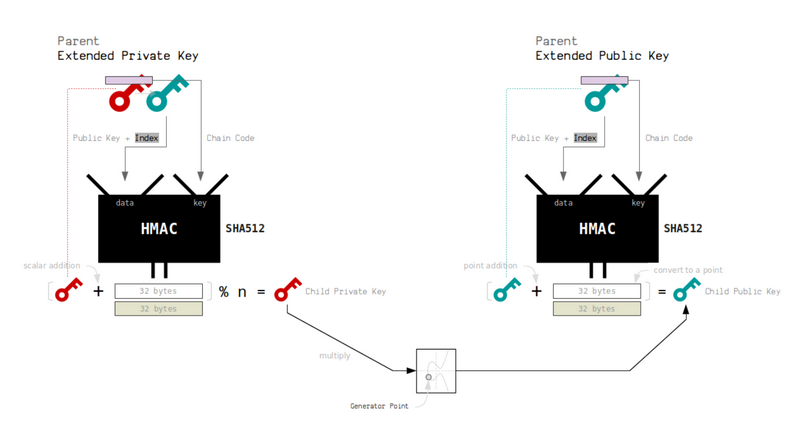 Parent
Extended Private Key
Public Key + Index
Chain Code
data
key
HMAC
SHA512
scalar addition
+
32 bytes
% n =
Child Private Key
32 bytes
Parent
Extended Public Key
Public Key + Index
Chain Code
data
key
HMAC
SHA512
point addition
convert to a point
+
32 bytes
=
Child Public Key
32 bytes
multiply
Generator Point